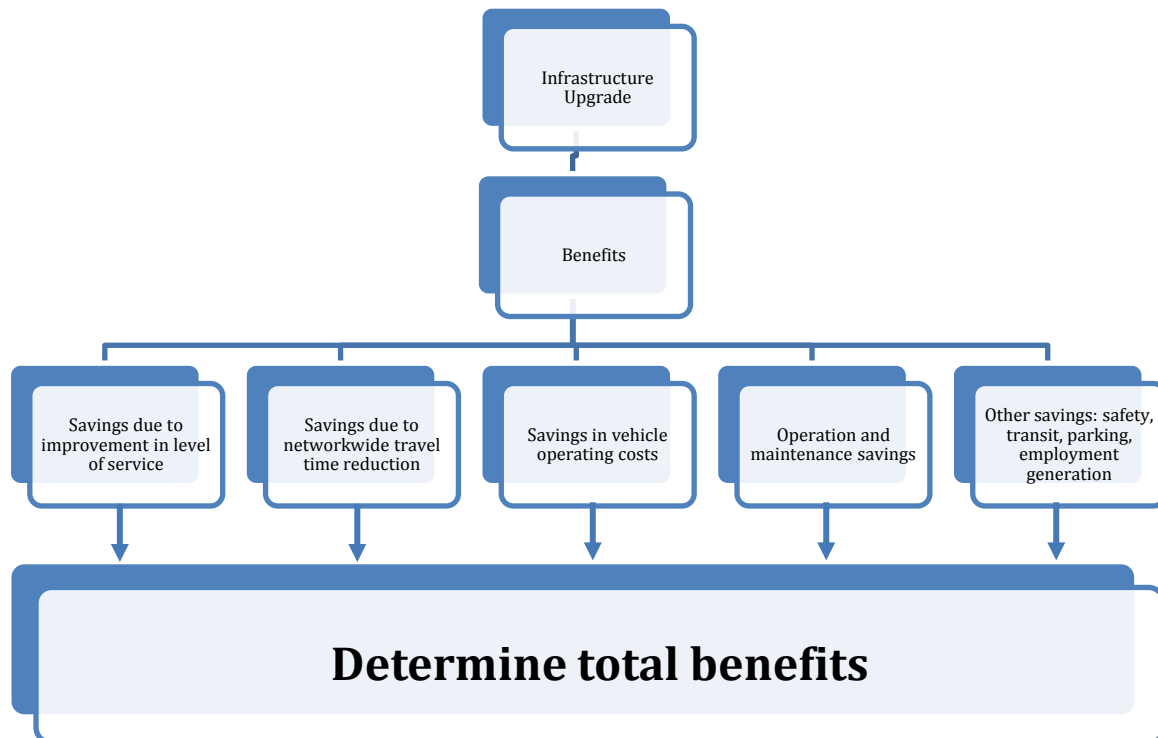 Infrastructure
Upgrade
Benefits
Savings due to
improvement in level
of service
Savings due to
networkwide travel
time reduction
Savings in vehicle
operating costs
Operation and
maintenance savings
Other savings: safety,
transit, parking,
employment
generation
Determine total benefits